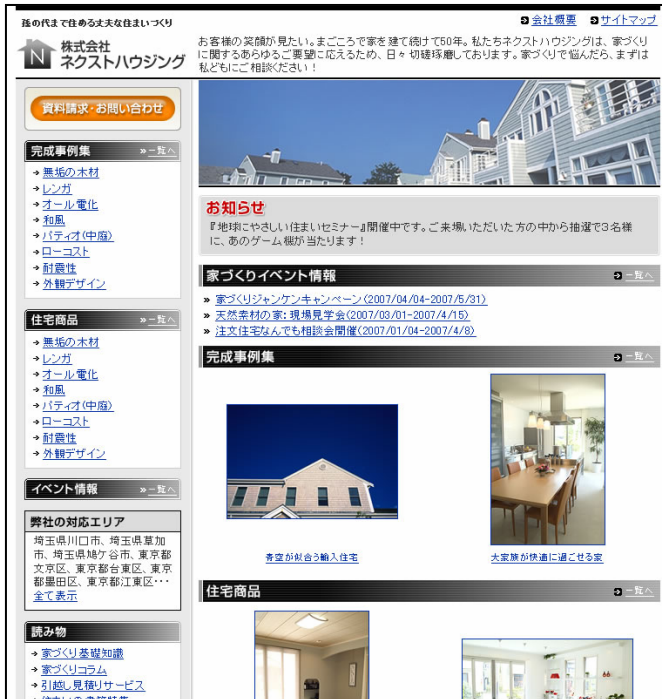 孫の代まで住める丈夫な住まいづくり
会社概要 サイトマップ
株式会社
ネクストハウジング
お客様の笑顔が見たい。まごころで家を建て続けて50年。私たちネクストハウジングは、家づくり
に関するあらゆるご要望に応えるため、日々切磋琢磨しております。家づくりで悩んだら、まずは
私どもにご相談ください！
資料請求・お問い合わせ
完成事例集 »一覧へ
無垢の木材
レンガ
オール電化
和風
パティオ(中庭)
ローコスト
耐震性
外観デザイン
住宅商品 »一覧へ
無垢の木材
レンガ
オール電化
和風
パティオ(中庭)
ローコスト
耐震性
外観デザイン
イベント情報 »一覧へ
弊社の対応エリア
埼玉県川口市、埼玉県草加
市、埼玉県鳩ケ谷市、東京都
文京区、東京都台東区、東京
都墨田区、東京都江東区･･･
全て表示
読み物
家づくり基礎知識
家づくりコラム
引越し見積りサービス
お知らせ
『地球にやさしい住まいセミナー』開催中です。ご来場いただいた方の中から抽選で3名様
に、あのゲーム機が当たります！
家づくりイベント情報 一覧へ
» 家づくりジャンケンキャンペーン(2007/04/04-2007/5/31)
» 天然素材の家:現場見学会(2007/03/01-2007/4/15)
» 注文住宅なんでも相談会開催(2007/01/04-2007/4/8)
完成事例集 一覧へ
青空が似合う輸入住宅
大家族が快適に過ごせる家
住宅商品 一覧へ